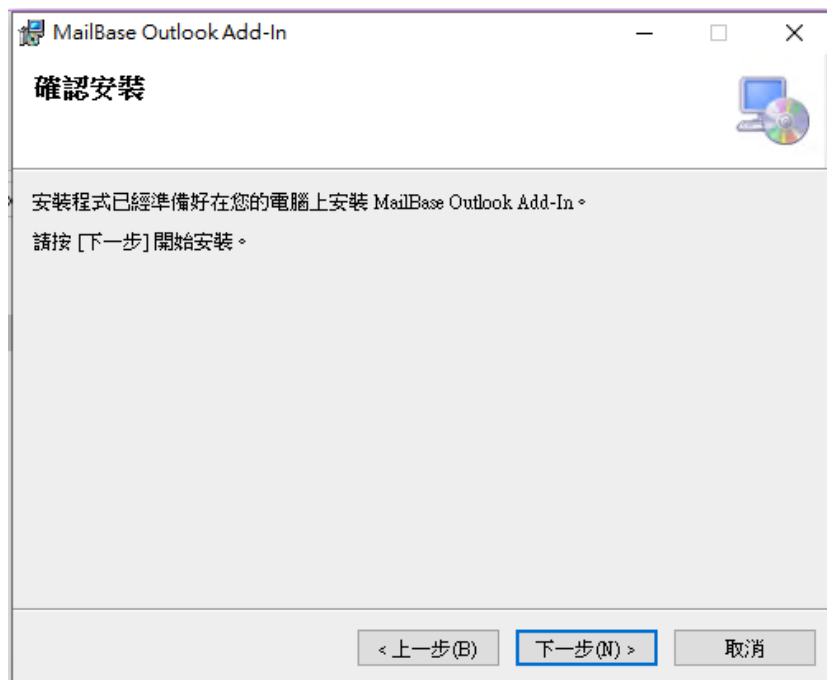 MailBase Outlook Add-In
確認安裝
安裝程式已經準備好在您的電腦上安裝 MailBase Outlook Add-In。
請按 [下一步] 開始安裝。
< 上一步(B)
下一步(N) >
取消